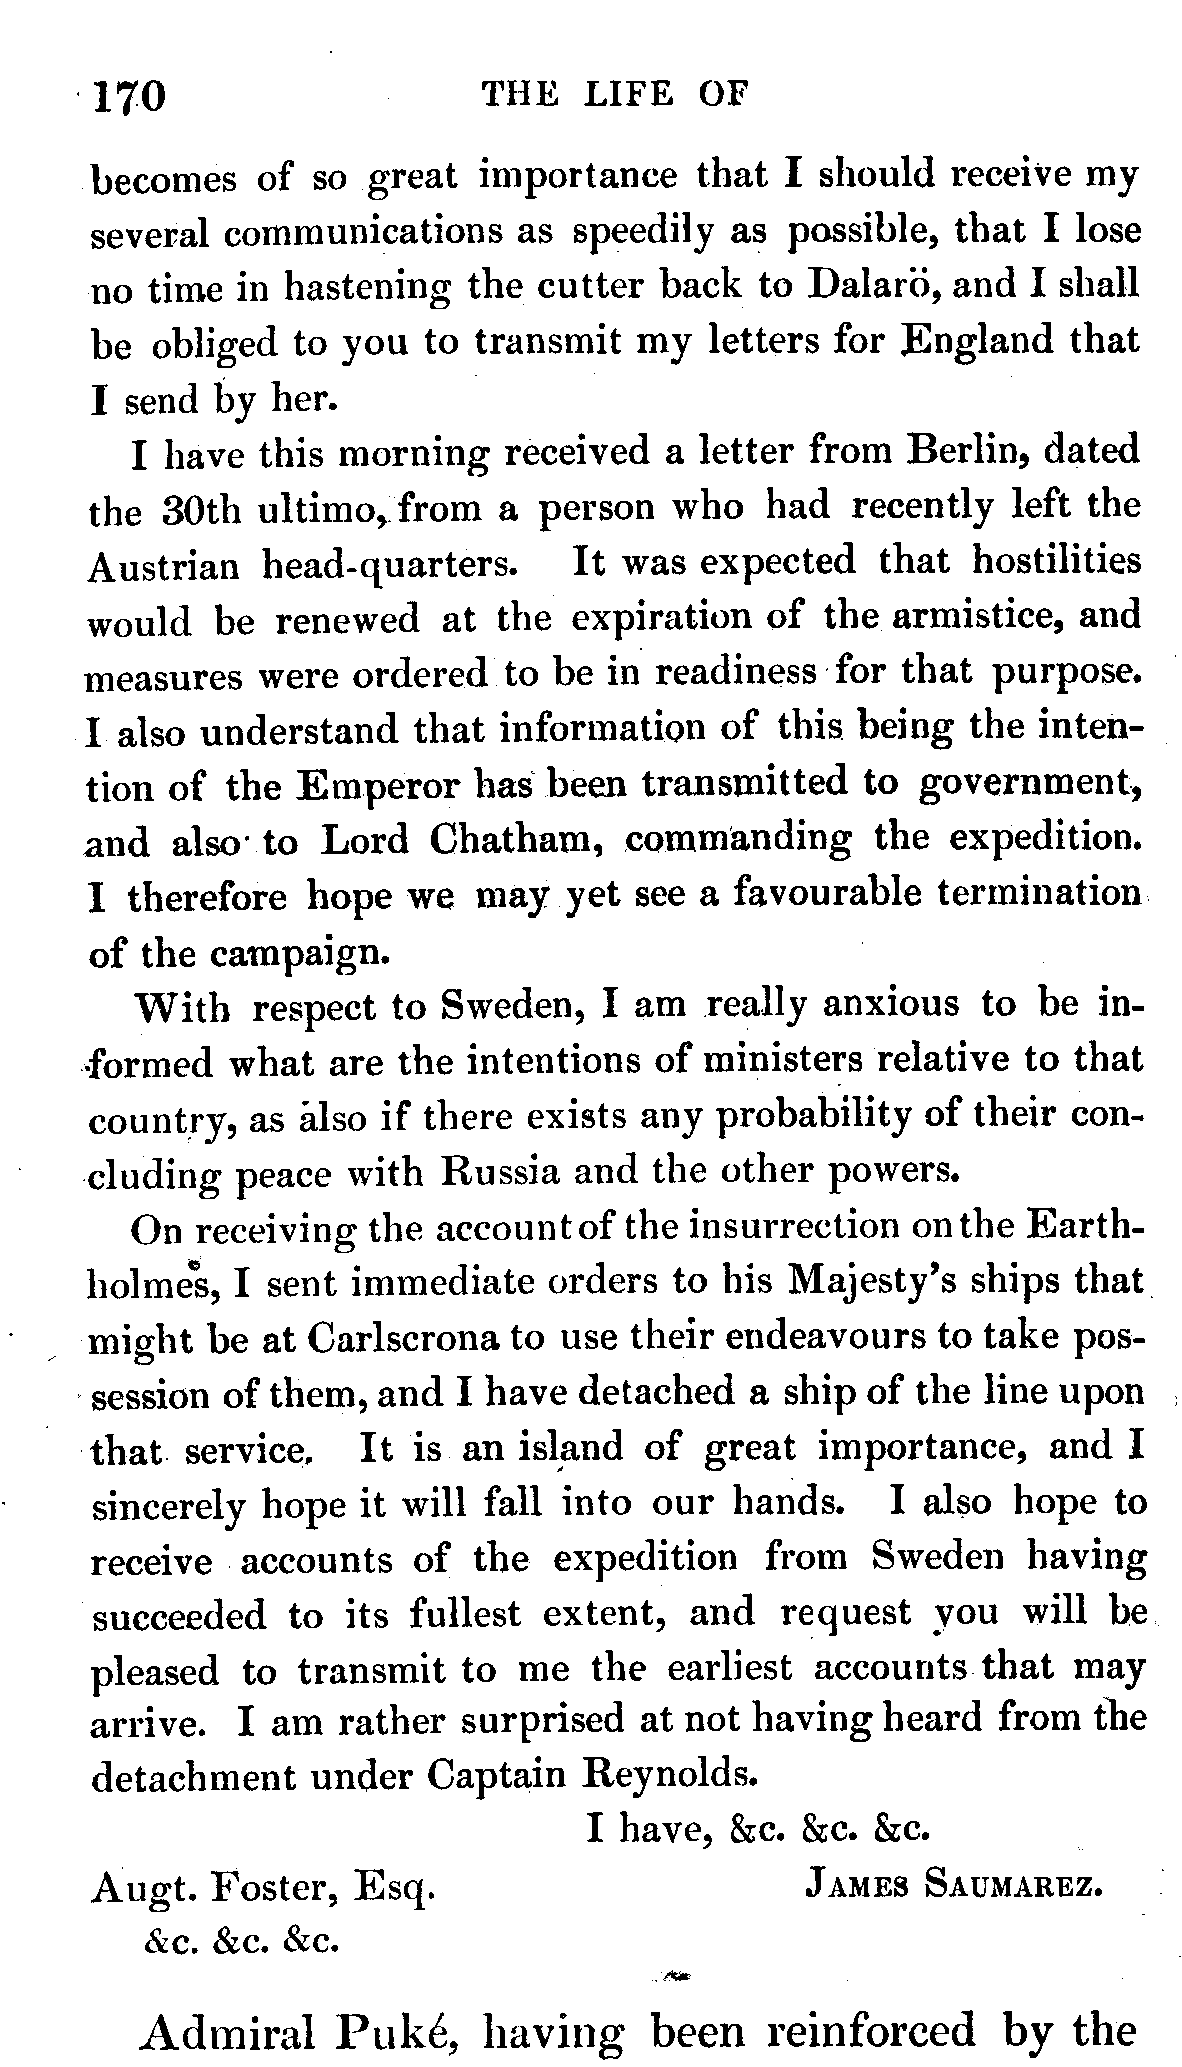 170 THE LIFE OF
becomes of so great importance that I should receive my
several communications as speedily as possible, that I lose
no time in hastening the cutter back to Dalarö, and I shall
be obliged to you to transmit my letters for England that
I send by her.
I have this morning received a letter from Berlin, dated
the 30th ultimo, from a person who had recently left the
Austrian head-quarters. It was expected that hostilities
would be renewed at the expiration of the armistice, and
measures were ordered to be in readiness for that purpose.
I also understand that information of this being the inten-
tion of the Emperor has been transmitted to government,
and also to Lord Chatham, commanding the expedition.
I therefore hope we may yet see a favourable termination
of the campaign.
With respect to Sweden, I am really anxious to be in-
formed what are the intentions of ministers relative to that
country, as also if there exists any probability of their con-
cluding peace with Russia and the other powers.
On receiving the account of the insurrection on the Earth-
holmes, I sent immediate orders to his Majesty's ships that
might be at Carlscrona to use their endeavours to take pos-
session of them, and I have detached a ship of the line upon
that service. It is an island of great importance, and I
sincerely hope it will fall into our hands. I also hope to
receive accounts of the expedition from Sweden having
succeeded to its fullest extent, and request you will be
pleased to transmit to me the earliest accounts that may
arrive. I am rather surprised at not having heard from the
detachment under Captain Reynolds.
I have, &c. &c. &c.
Augt. Foster, Esq. JAMES SAUMAREZ.
&c. &c. &c.
Admiral Puké, having been reinforced by the